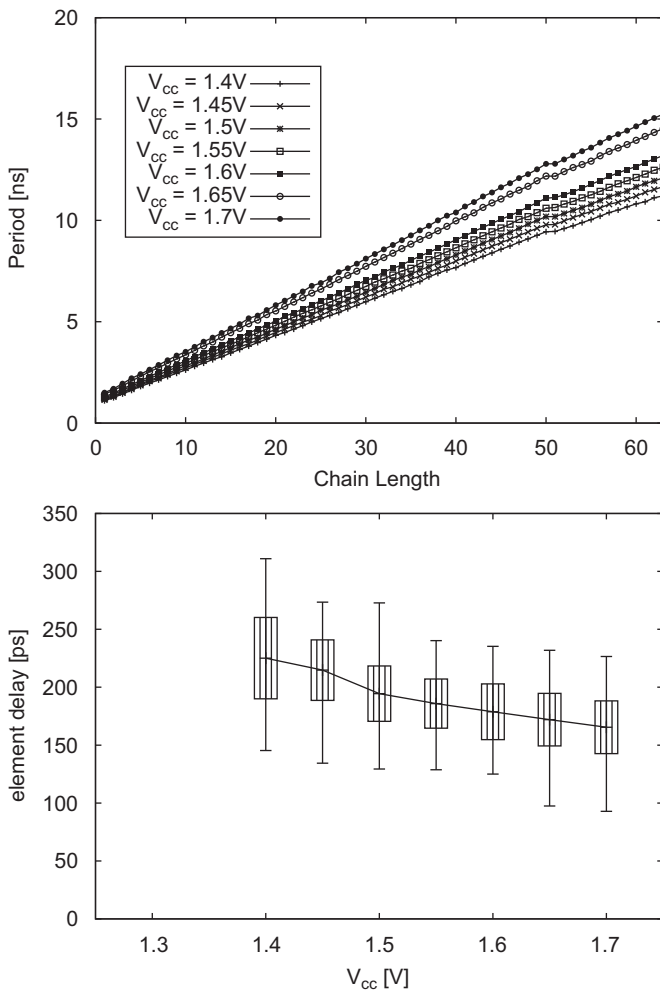 20
15
10
5
0
Period [ns]
V_cc = 1.4V
V_cc = 1.45V
V_cc = 1.5V
V_cc = 1.55V
V_cc = 1.6V
V_cc = 1.65V
V_cc = 1.7V
0 10 20 30 40 50 60
Chain Length
350
300
250
200
150
100
50
0
element delay [ps]
1.3 1.4 1.5 1.6 1.7
V_cc [V]